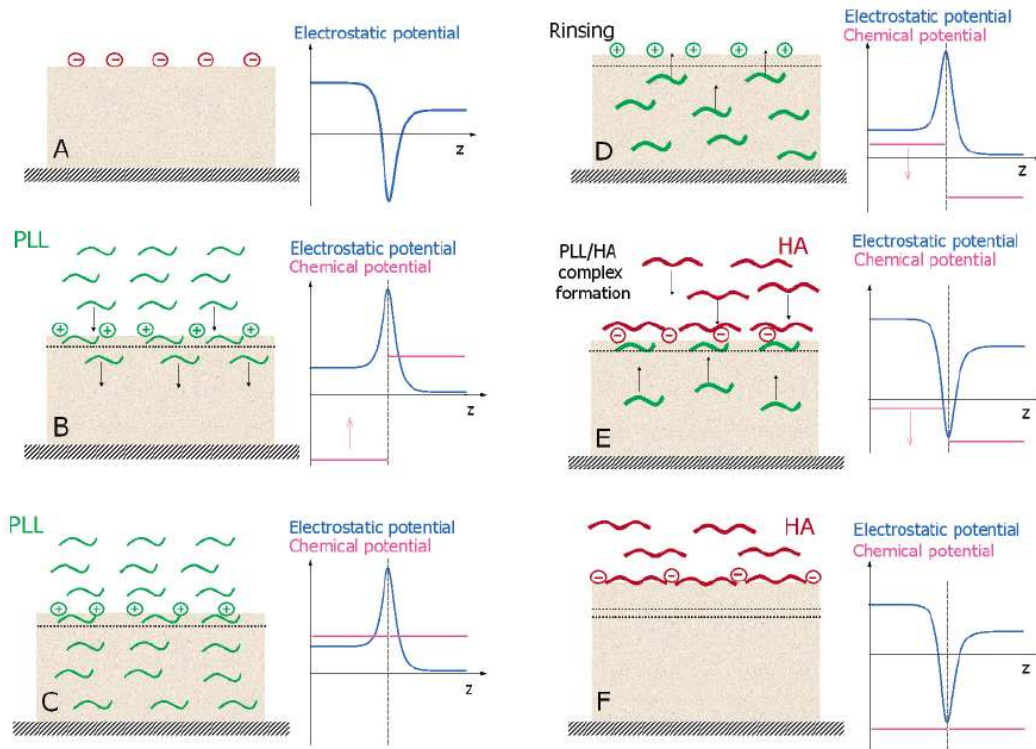 Electrostatic potential
z
A
PLL
Electrostatic potential
Chemical potential
z
B
PLL
Electrostatic potential
Chemical potential
z
C
Rinsing
Electrostatic potential
Chemical potential
z
D
PLL/HA
complex
formation
HA
Electrostatic potential
Chemical potential
z
E
HA
Electrostatic potential
Chemical potential
z
F